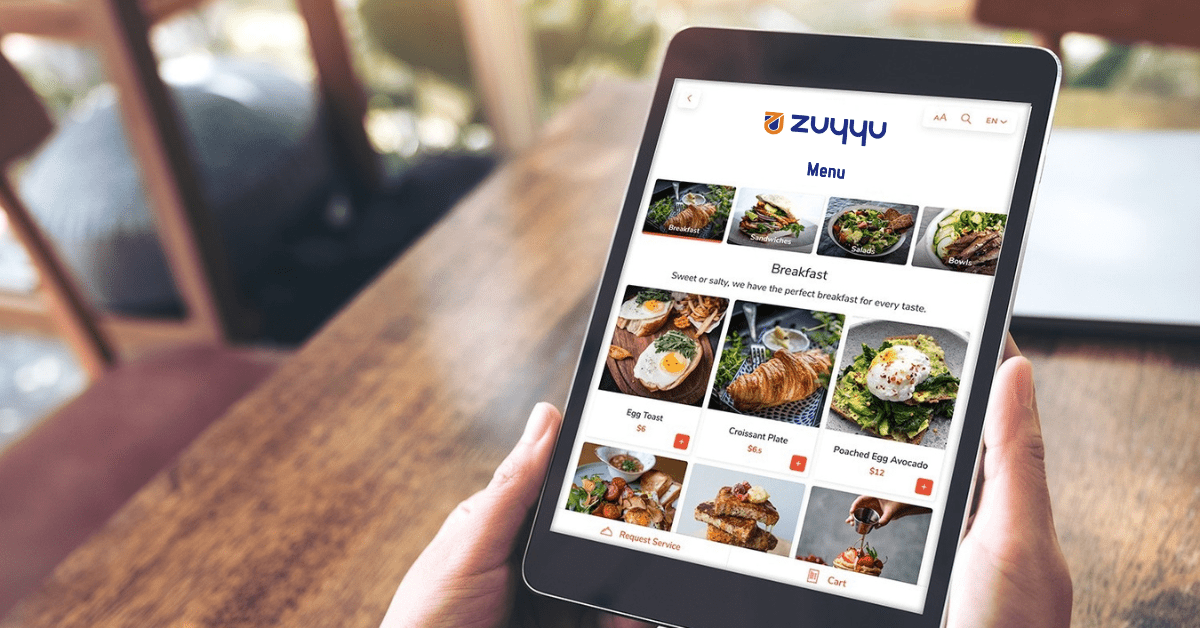 zuyyu
AA
EN
Menu
Breakfast
Sandwiches
Salads
Bowls
Breakfast
Sweet or salty, we have the perfect breakfast for every taste.
Egg Toast
$6
Croissant Plate
$6.5
Poached Egg Avocado
$12
Request Service
Cart